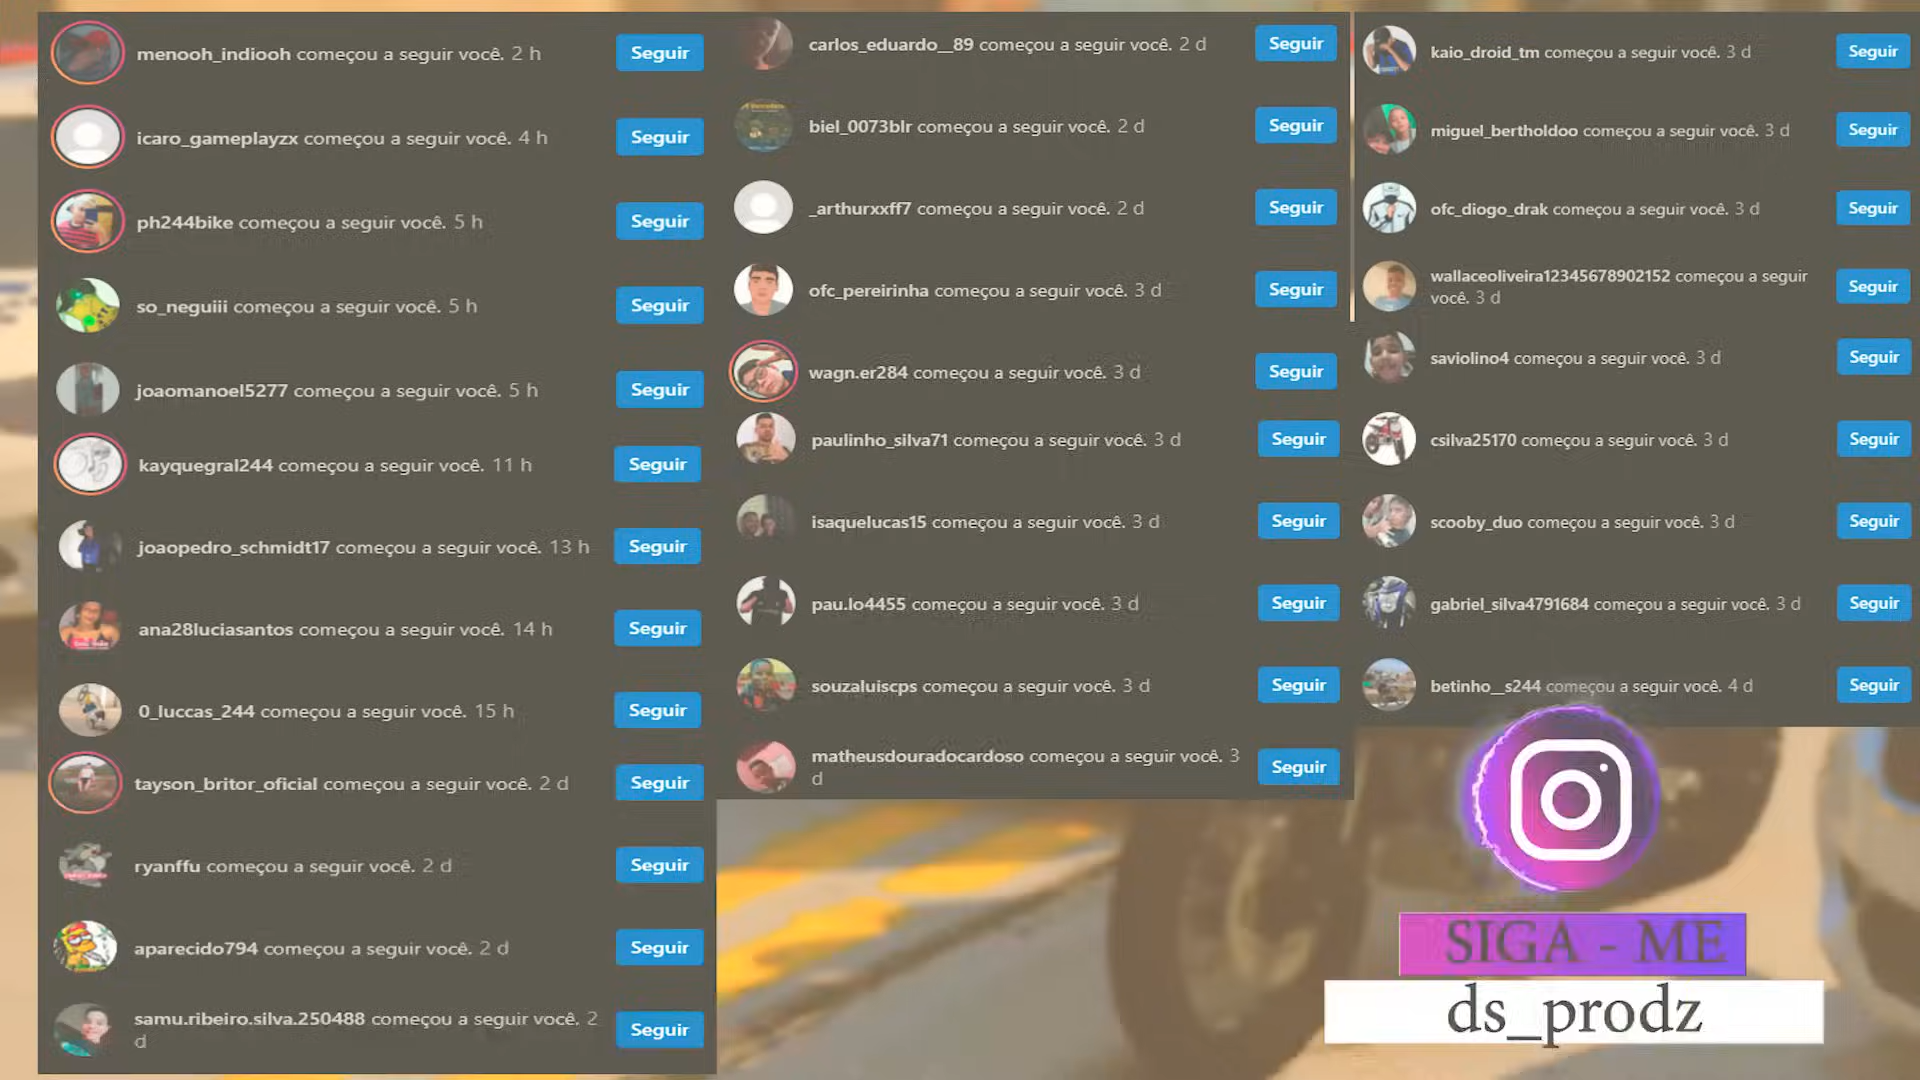 menooh_indiooh começou a seguir você. 2 h
Seguir
icaro_gameplayzx começou a seguir você. 4 h
Seguir
ph244bike começou a seguir você. 5 h
Seguir
so_neguiii começou a seguir você. 5 h
Seguir
joaomanoel5277 começou a seguir você. 5 h
Seguir
kayquegral244 começou a seguir você. 11 h
Seguir
joaopedro_schmidt17 começou a seguir você. 13 h
Seguir
ana28luciasantos começou a seguir você. 14 h
Seguir
0_luccas_244 começou a seguir você. 15 h
Seguir
tayson_britor_oficial começou a seguir você. 2 d
Seguir
ryanffu começou a seguir você. 2 d
Seguir
aparecido794 começou a seguir você. 2 d
Seguir
samu.ribeiro.silva.250488 começou a seguir você. 2
d
Seguir
carlos_eduardo__89 começou a seguir você. 2 d
Seguir
biel_0073blr começou a seguir você. 2 d
Seguir
_arthurxxff7 começou a seguir você. 2 d
Seguir
ofc_pereirinha começou a seguir você. 3 d
Seguir
wagn.er284 começou a seguir você. 3 d
Seguir
paulinho_silva71 começou a seguir você. 3 d
Seguir
isaquelucas15 começou a seguir você. 3 d
Seguir
pau.lo4455 começou a seguir você. 3 d
Seguir
souzaluiscps começou a seguir você. 3 d
Seguir
matheusdouradocardoso começou a seguir você. 3
d
Seguir
kaio_droid_tm começou a seguir você. 3 d
Seguir
miguel_bertholdoo começou a seguir você. 3 d
Seguir
ofc_diogo_drak começou a seguir você. 3 d
Seguir
wallaceoliveira12345678902152 começou a seguir
você. 3 d
Seguir
saviolino4 começou a seguir você. 3 d
Seguir
csilva25170 começou a seguir você. 3 d
Seguir
scooby_duo começou a seguir você. 3 d
Seguir
gabriel_silva4791684 começou a seguir você. 3 d
Seguir
betinho__s244 começou a seguir você. 4 d
Seguir
SIGA - ME
ds_prodz